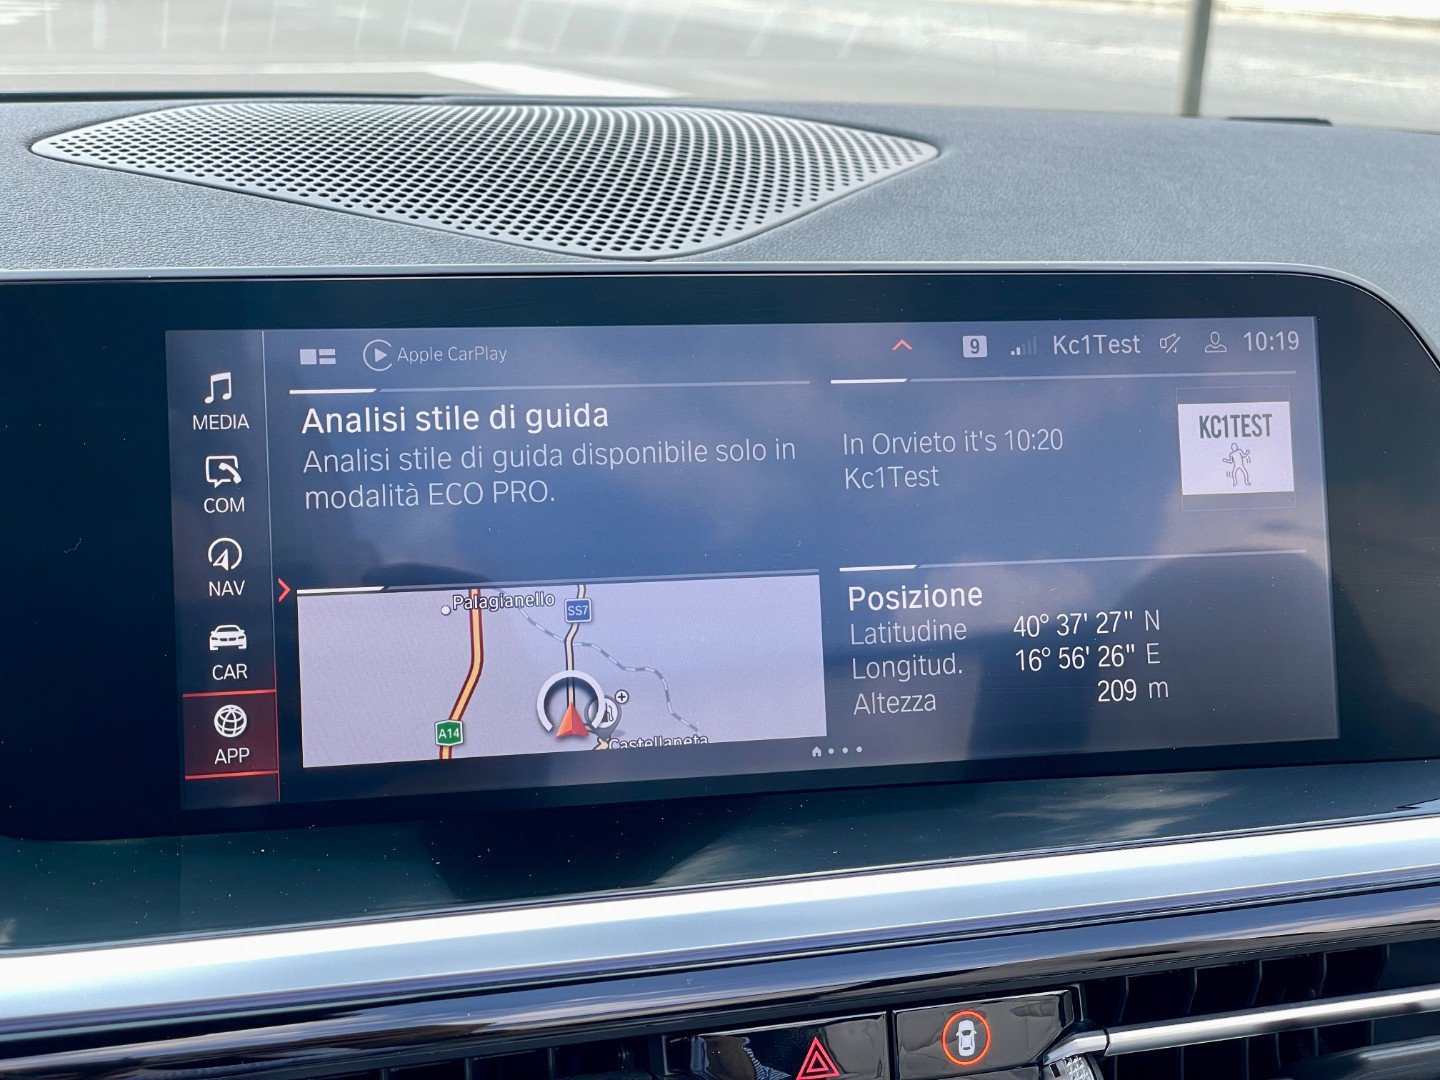 Apple CarPlay
9
Kc1Test
10:19
MEDIA
COM
NAV
CAR
APP
Analisi stile di guida
Analisi stile di guida disponibile solo in
modalità ECO PRO.
In Orvieto it's 10:20
Kc1Test
KC1TEST
Palagianello
SS7
A14
Castellaneta
Posizione
Latitudine 40° 37' 27" N
Longitud. 16° 56' 26" E
Altezza 209 m